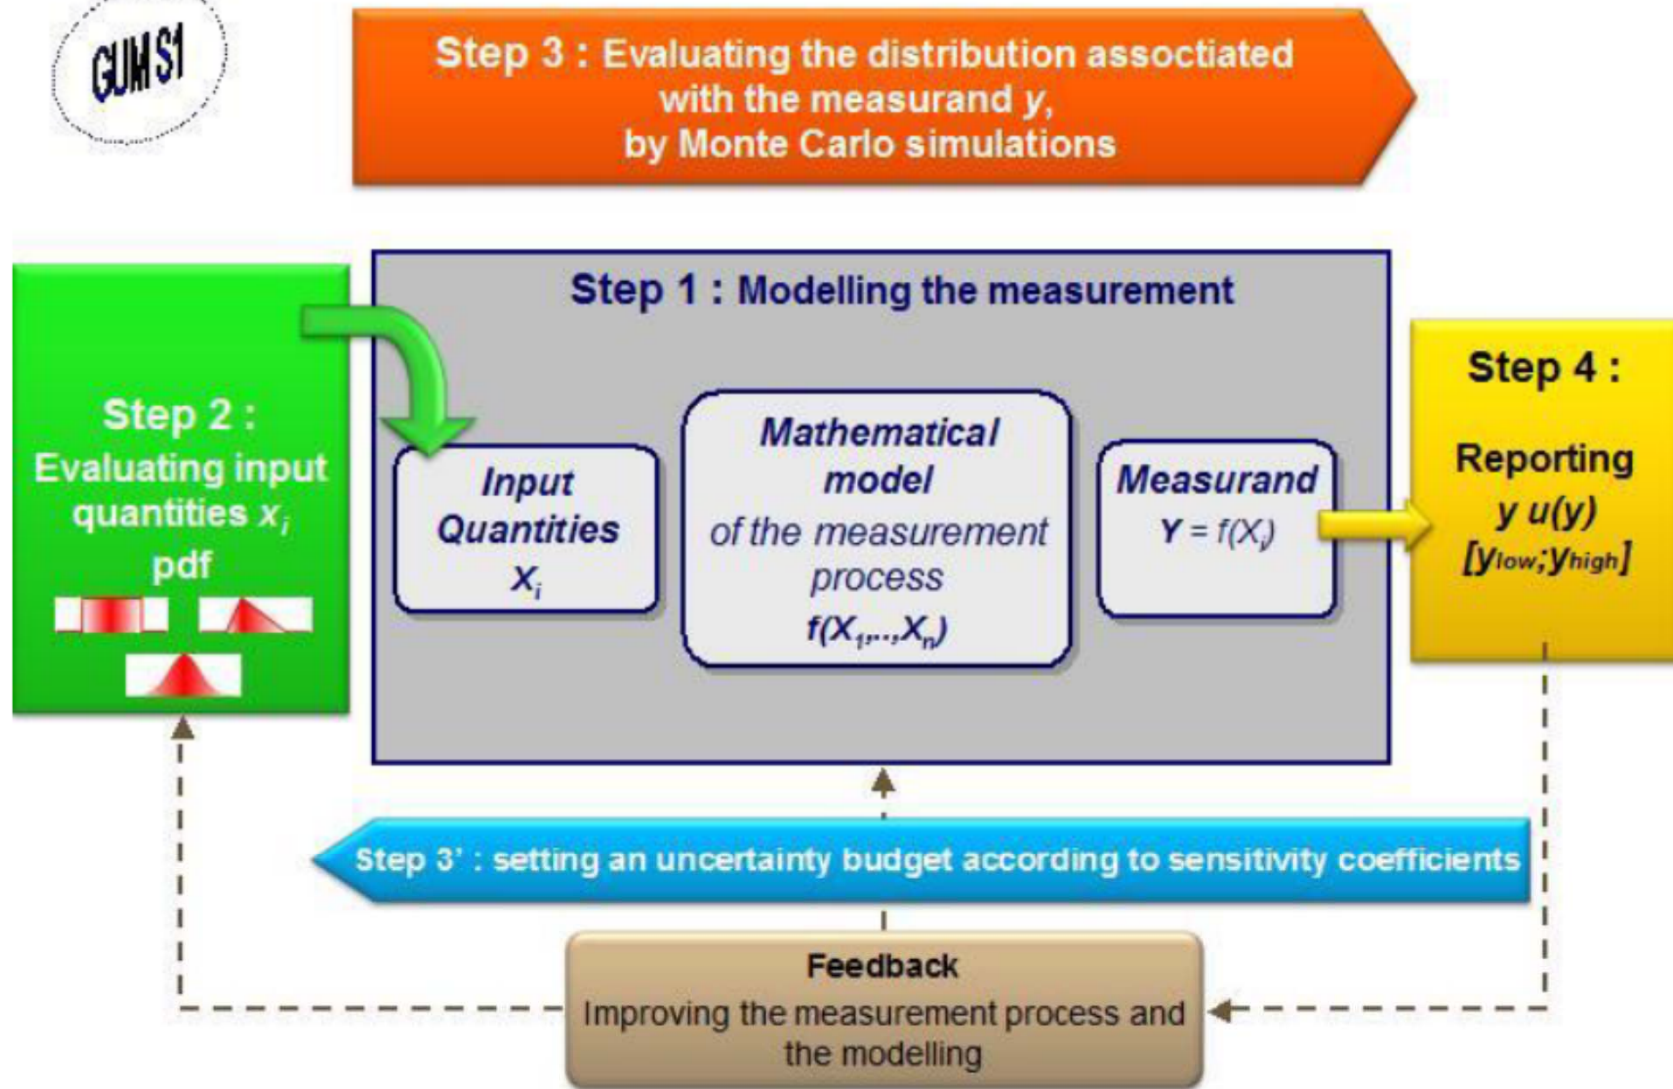 GUM S1
Step 3 : Evaluating the distribution assoctiated
with the measurand y,
by Monte Carlo simulations
Step 1 : Modelling the measurement
Step 2 :
Evaluating input
quantities xi
pdf
Input
Quantities
Xi
Mathematical
model
of the measurement
process
f(X1,..,Xn)
Measurand
Y = f(Xi)
Step 4 :
Reporting
y u(y)
[ylow;yhigh]
Step 3' : setting an uncertainty budget according to sensitivity coefficients
Feedback
Improving the measurement process and
the modelling